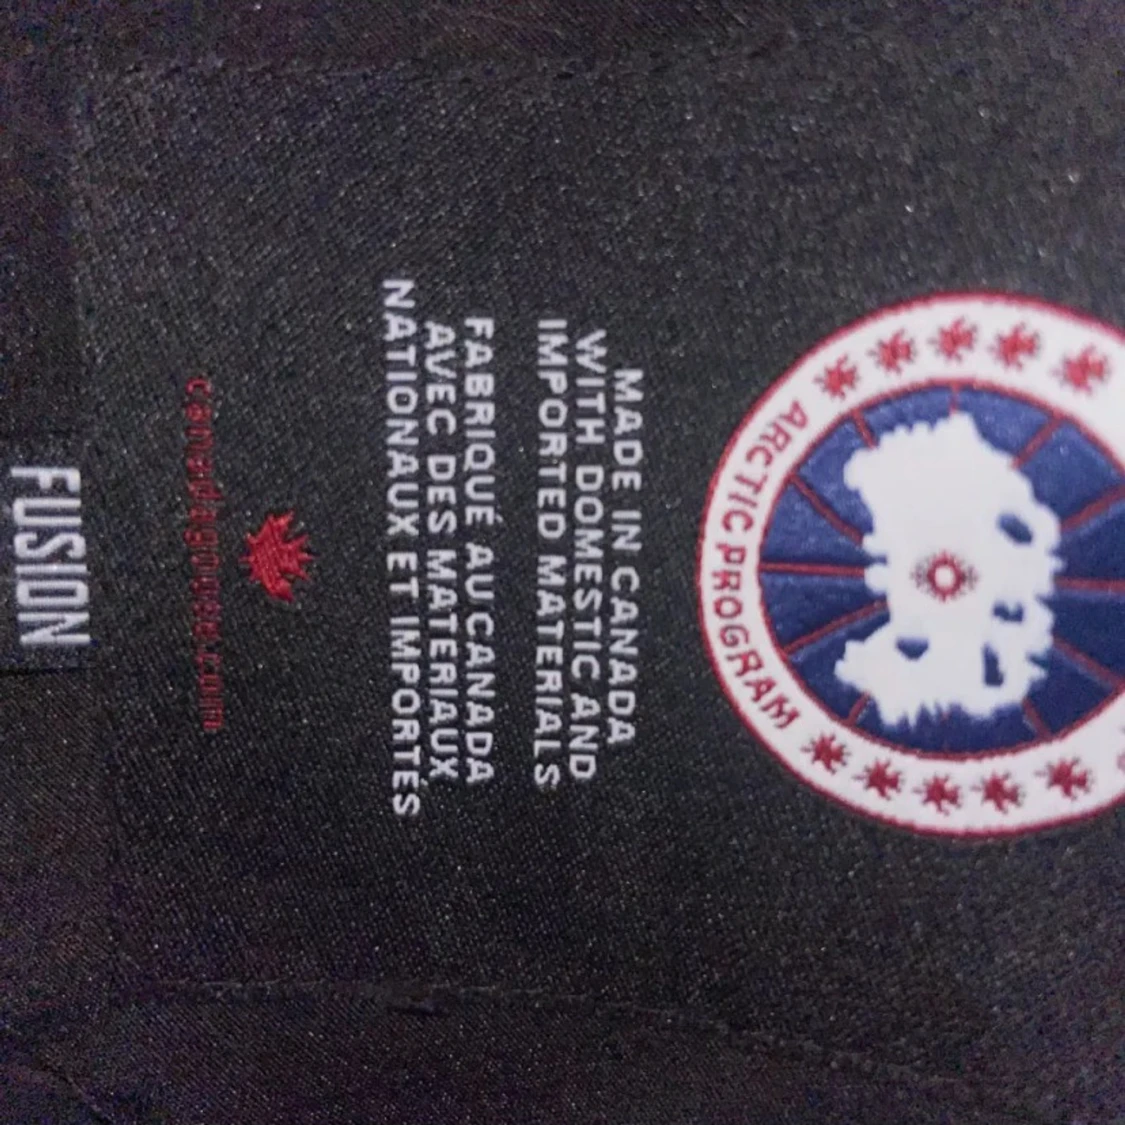 ARCTIC PROGRAM
MADE IN CANADA
WITH DOMESTIC AND
IMPORTED MATERIALS
FABRIQUÉ AU CANADA
AVEC DES MATERIAUX
NATIONAUX ET IMPORTÉS
canadagoose.com
FUSION